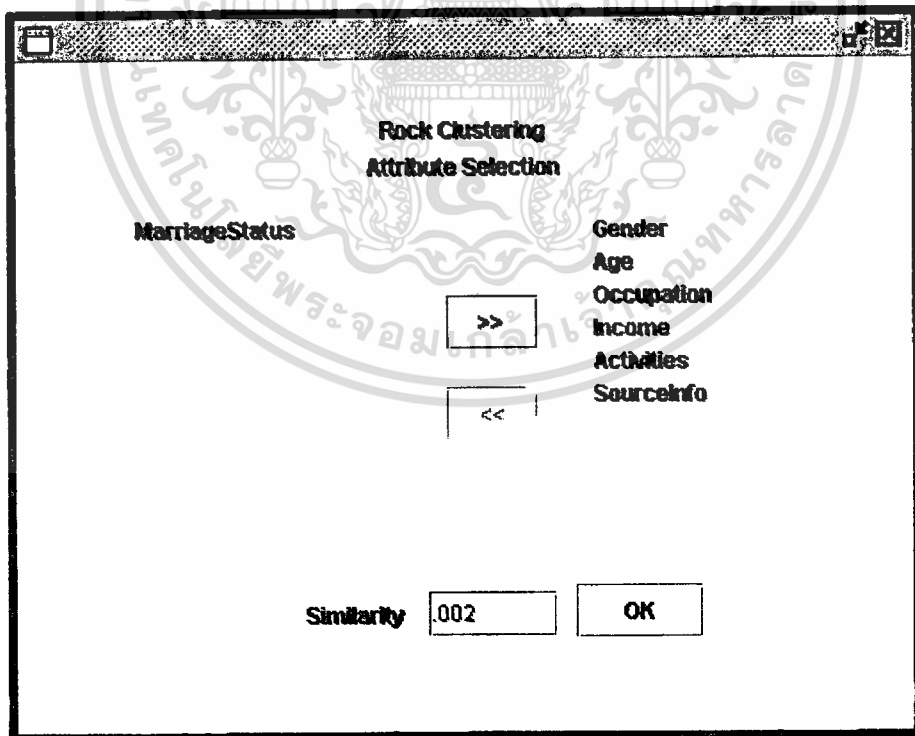 Rock Clustering
Attribute Selection
MarriageStatus
Gender
Age
Occupation
Income
Activities
SourceInfo
>>
<<
Similarity .002 OK